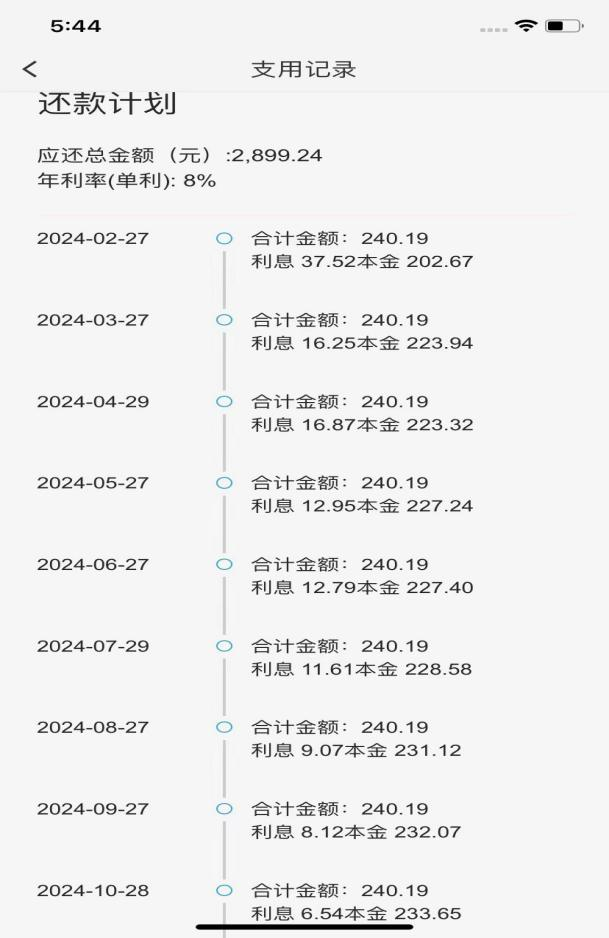 5:44
支用记录
还款计划
应还总金额（元）:2,899.24
年利率(单利): 8%
2024-02-27 合计金额：240.19
利息 37.52本金 202.67
2024-03-27 合计金额：240.19
利息 16.25本金 223.94
2024-04-29 合计金额：240.19
利息 16.87本金 223.32
2024-05-27 合计金额：240.19
利息 12.95本金 227.24
2024-06-27 合计金额：240.19
利息 12.79本金 227.40
2024-07-29 合计金额：240.19
利息 11.61本金 228.58
2024-08-27 合计金额：240.19
利息 9.07本金 231.12
2024-09-27 合计金额：240.19
利息 8.12本金 232.07
2024-10-28 合计金额：240.19
利息 6.54本金 233.65